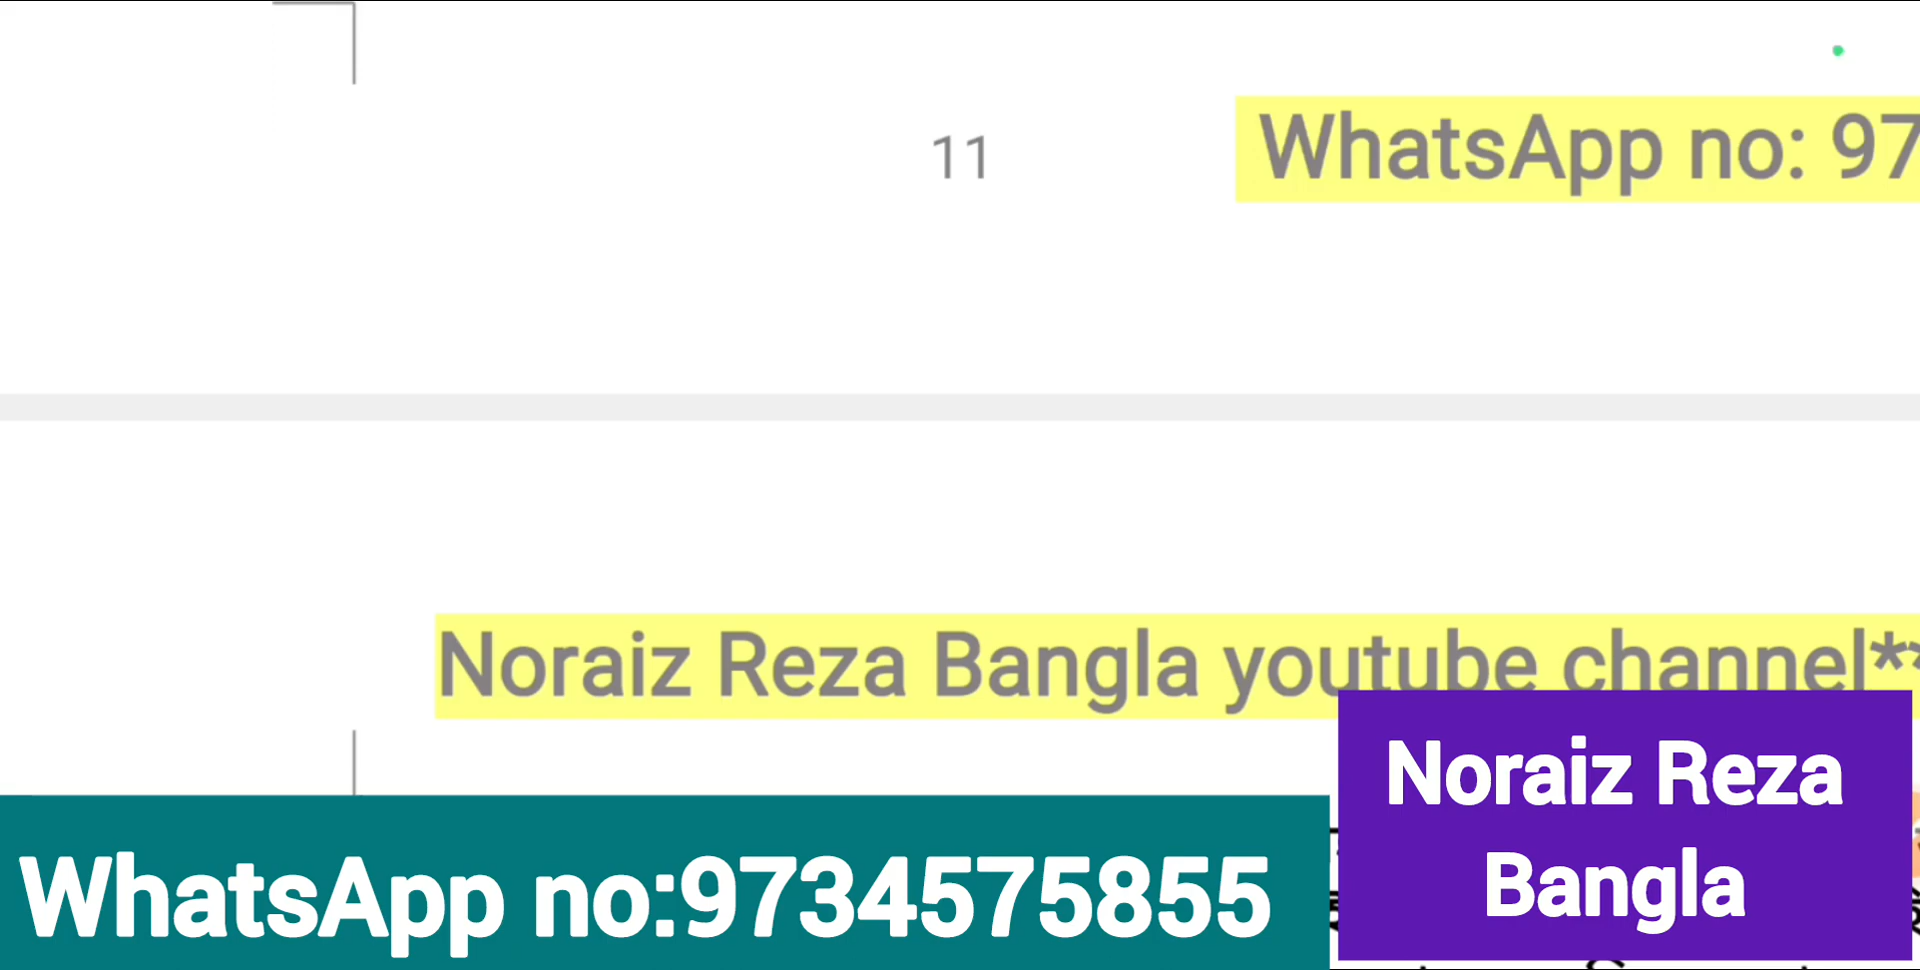 11
WhatsApp no: 97
Noraiz Reza Bangla youtube channel*
WhatsApp no:9734575855
Noraiz Reza
Bangla